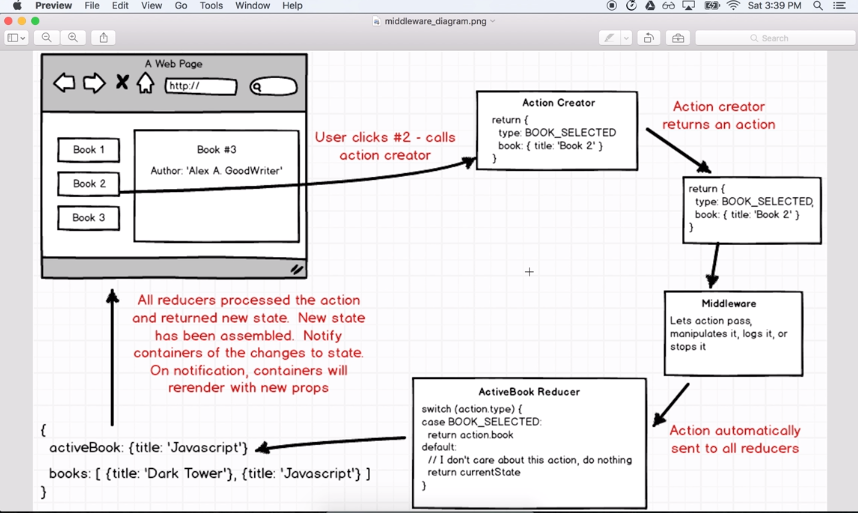 Preview File Edit View Go Tools Window Help
Sat 3:39 PM
middleware_diagram.png
Search
A Web Page
http://
Book 1
Book 2
Book 3
Book #3
Author: 'Alex A. GoodWriter'
User clicks #2 - calls
action creator
Action Creator
return {
type: BOOK_SELECTED
book: { title: 'Book 2' }
}
Action creator
returns an action
return {
type: BOOK_SELECTED,
book: { title: 'Book 2' }
}
Middleware
Lets action pass,
manipulates it, logs it, or
stops it
Action automatically
sent to all reducers
ActiveBook Reducer
switch (action.type) {
case BOOK_SELECTED:
return action.book
default:
// I don't care about this action, do nothing
return currentState
}
All reducers processed the action
and returned new state. New state
has been assembled. Notify
containers of the changes to state.
On notification, containers will
rerender with new props
{
activeBook: {title: 'Javascript'}
books: [ {title: 'Dark Tower'}, {title: 'Javascript'} ]
}